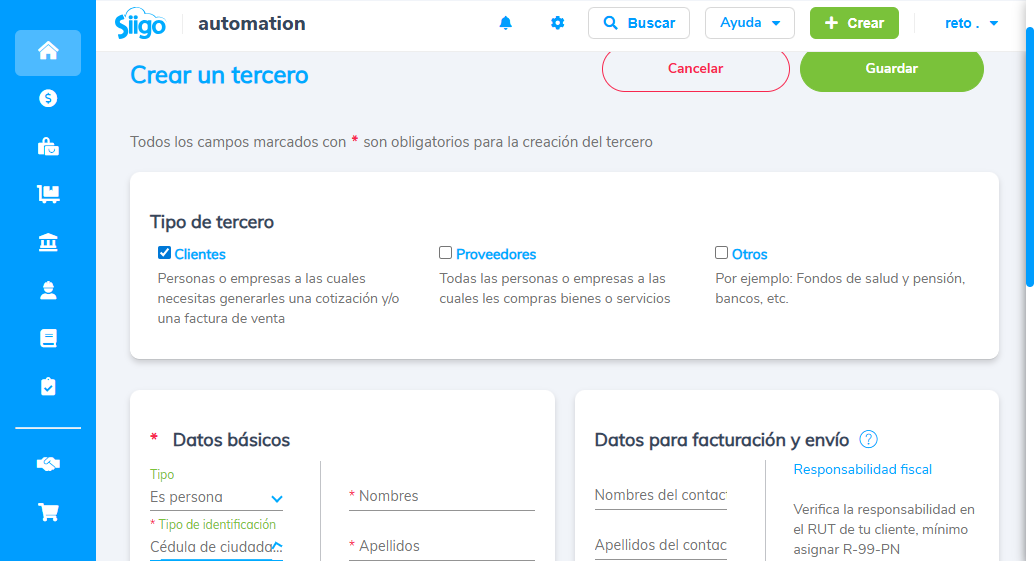 Siigo
automation
Buscar
Ayuda
Crear
reto .
Crear un tercero
Cancelar
Guardar
Todos los campos marcados con * son obligatorios para la creación del tercero
Tipo de tercero
Clientes
Personas o empresas a las cuales
necesitas generarles una cotización y/o
una factura de venta
Proveedores
Todas las personas o empresas a las
cuales les compras bienes o servicios
Otros
Por ejemplo: Fondos de salud y pensión,
bancos, etc.
* Datos básicos
Tipo
Es persona
* Tipo de identificación
Cédula de ciudada...
* Nombres
* Apellidos
Datos para facturación y envío ?
Nombres del contac
Apellidos del contac
Responsabilidad fiscal
Verifica la responsabilidad en
el RUT de tu cliente, mínimo
asignar R-99-PN